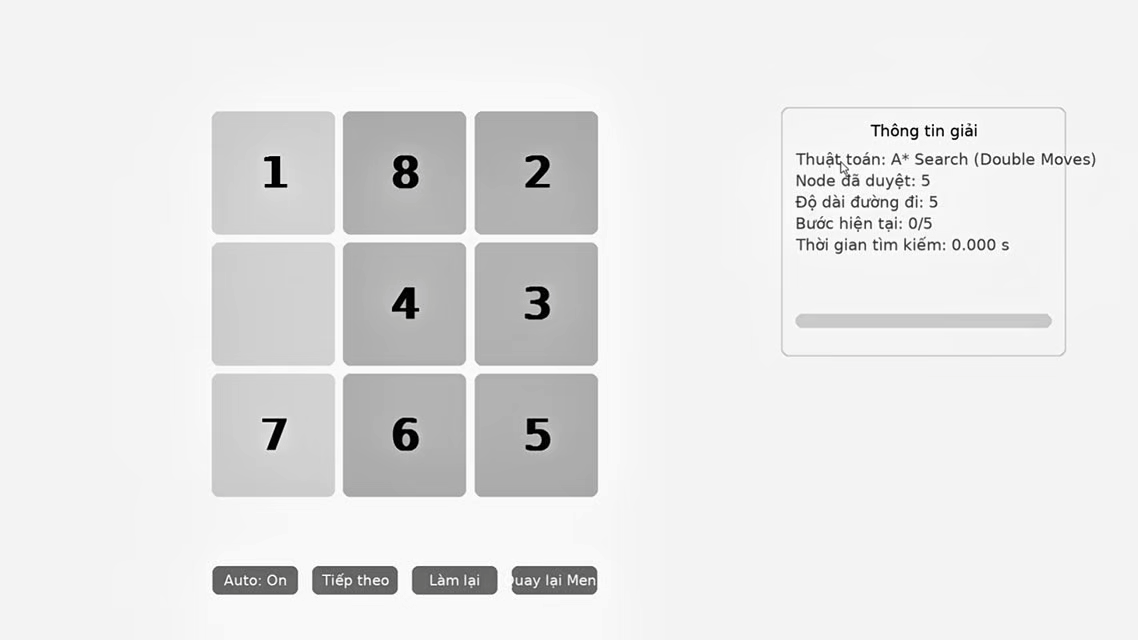 1 8 2
4 3
7 6 5
Thông tin giải
Thuật toán: A* Search (Double Moves)
Node đã duyệt: 5
Độ dài đường đi: 5
Bước hiện tại: 0/5
Thời gian tìm kiếm: 0.000 s
Auto: On
Tiếp theo
Làm lại
uay lại Men